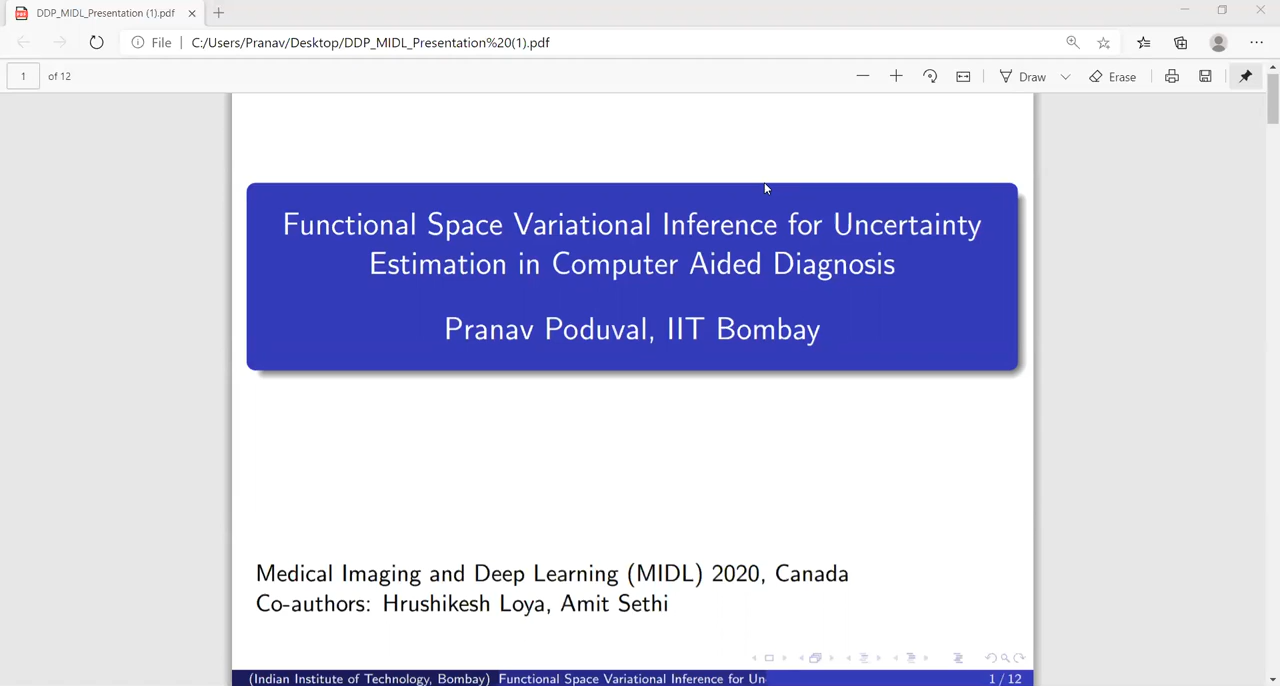 DDP_MIDL_Presentation (1).pdf
File | C:/Users/Pranav/Desktop/DDP_MIDL_Presentation%20(1).pdf
1 of 12 Draw Erase
Functional Space Variational Inference for Uncertainty
Estimation in Computer Aided Diagnosis
Pranav Poduval, IIT Bombay
Medical Imaging and Deep Learning (MIDL) 2020, Canada
Co-authors: Hrushikesh Loya, Amit Sethi
(Indian Institute of Technology, Bombay) Functional Space Variational Inference for Un 1 / 12